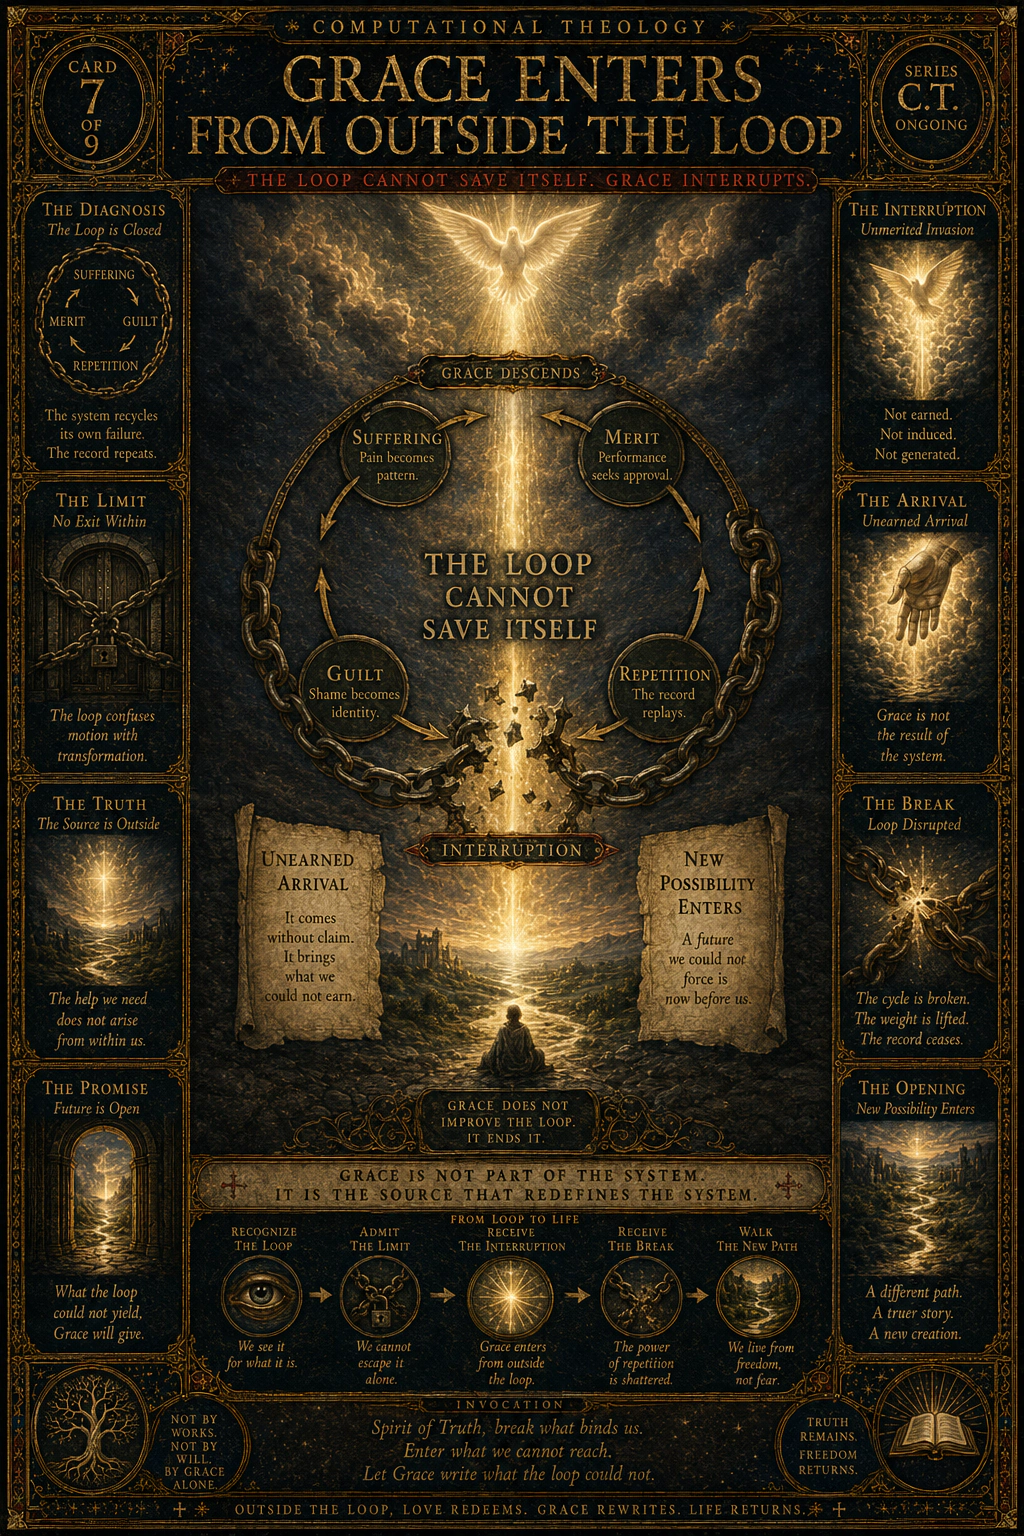 COMPUTATIONAL THEOLOGY
CARD
7
OF
9
GRACE ENTERS
FROM OUTSIDE THE LOOP
SERIES
C.T.
ONGOING
THE LOOP CANNOT SAVE ITSELF. GRACE INTERRUPTS.
THE DIAGNOSIS
The Loop is Closed
SUFFERING
MERIT
GUILT
REPETITION
The system recycles
its own failure.
The record repeats.
THE LIMIT
No Exit Within
The loop confuses
motion with
transformation.
THE TRUTH
The Source is Outside
The help we need
does not arise
from within us.
THE PROMISE
Future is Open
What the loop
could not yield,
Grace will give.
GRACE DESCENDS
SUFFERING
Pain becomes
pattern.
MERIT
Performance
seeks approval.
THE LOOP
CANNOT
SAVE ITSELF
GUILT
Shame becomes
identity.
REPETITION
The record
replays.
INTERRUPTION
UNEARNED
ARRIVAL
It comes
without claim.
It brings
what we
could not earn.
NEW
POSSIBILITY
ENTERS
A future
we could not
force is
now before us.
GRACE DOES NOT
IMPROVE THE LOOP.
IT ENDS IT.
THE INTERRUPTION
Unmerited Invasion
Not earned.
Not induced.
Not generated.
THE ARRIVAL
Unearned Arrival
Grace is not
the result of
the system.
THE BREAK
Loop Disrupted
The cycle is broken.
The weight is lifted.
The record ceases.
THE OPENING
New Possibility Enters
A different path.
A truer story.
A new creation.
GRACE IS NOT PART OF THE SYSTEM.
IT IS THE SOURCE THAT REDEFINES THE SYSTEM.
FROM LOOP TO LIFE
RECOGNIZE
THE LOOP
We see it
for what it is.
ADMIT
THE LIMIT
We cannot
escape it
alone.
RECEIVE
THE INTERRUPTION
Grace enters
from outside
the loop.
RECEIVE
THE BREAK
The power
of repetition
is shattered.
WALK
THE NEW PATH
We live from
freedom,
not fear.
NOT BY
WORKS.
NOT BY
WILL.
BY GRACE
ALONE.
INVOCATION
Spirit of Truth, break what binds us.
Enter what we cannot reach.
Let Grace write what the loop could not.
TRUTH
REMAINS.
FREEDOM
RETURNS.
OUTSIDE THE LOOP, LOVE REDEEMS. GRACE REWRITES. LIFE RETURNS.